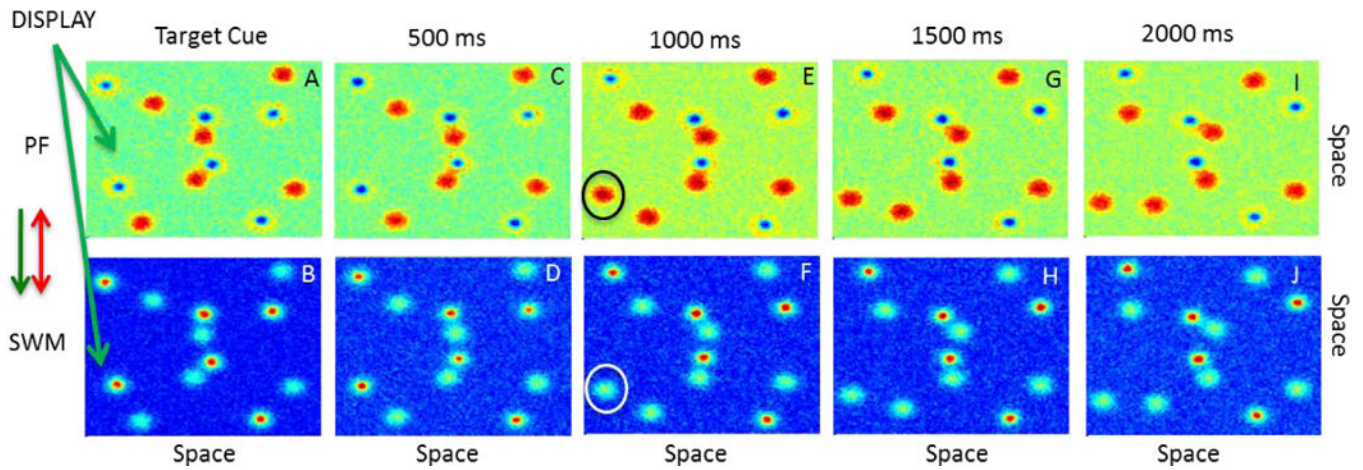 DISPLAY
Target Cue 500 ms 1000 ms 1500 ms 2000 ms
A C E G I
PF
Space
B D F H J
SWM
Space
Space Space Space Space Space